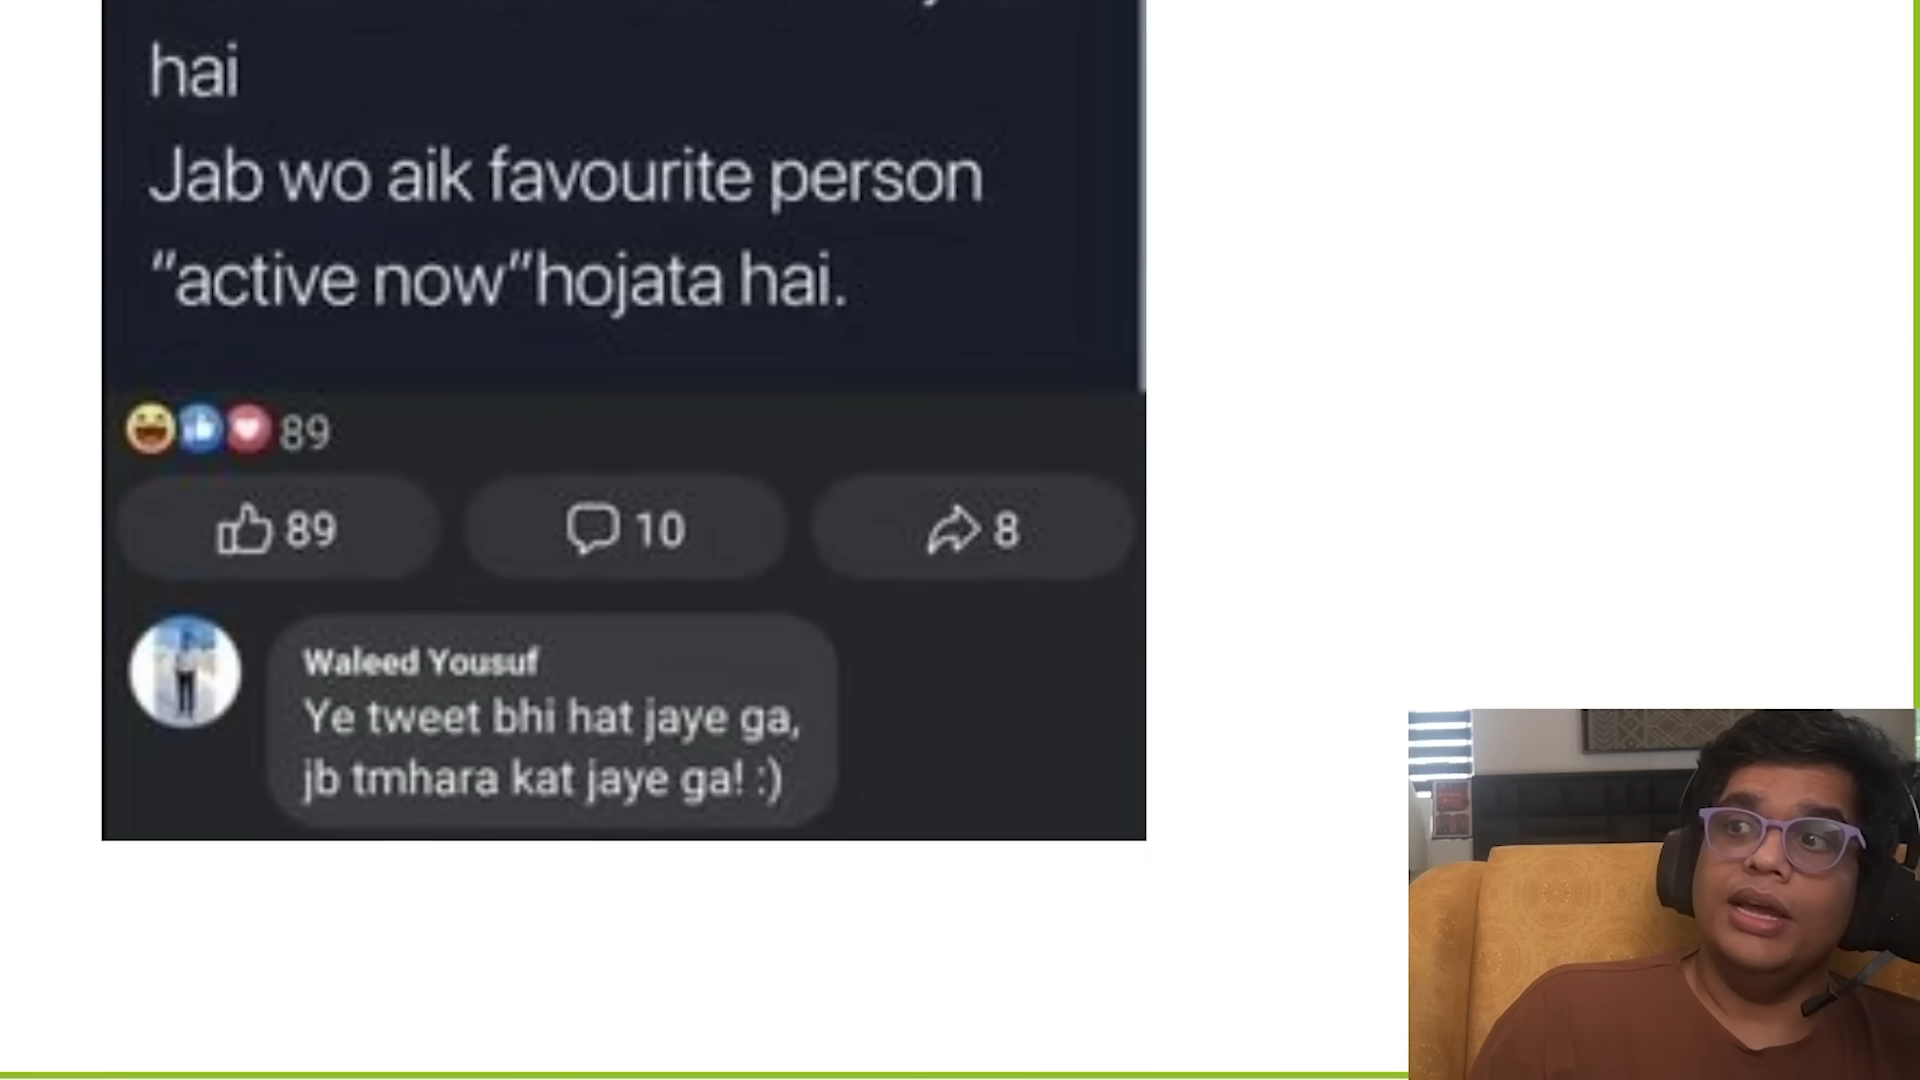 hai
Jab wo aik favourite person
"active now"hojata hai.
89
89
10
8
Waleed Yousuf
Ye tweet bhi hat jaye ga,
jb tmhara kat jaye ga! :)